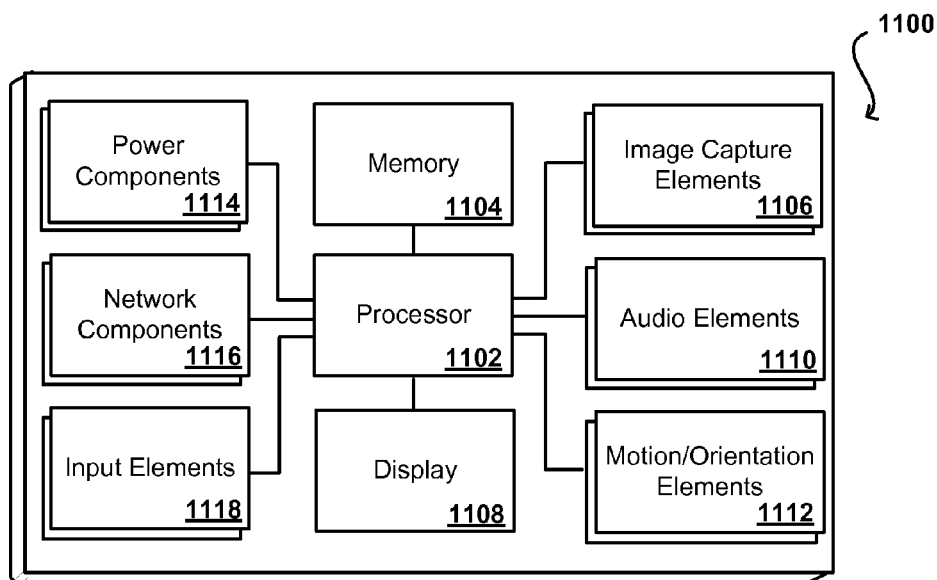 1100
Power
Components
1114
Memory
1104
Image Capture
Elements
1106
Network
Components
1116
Processor
1102
Audio Elements
1110
Input Elements
1118
Display
1108
Motion/Orientation
Elements
1112